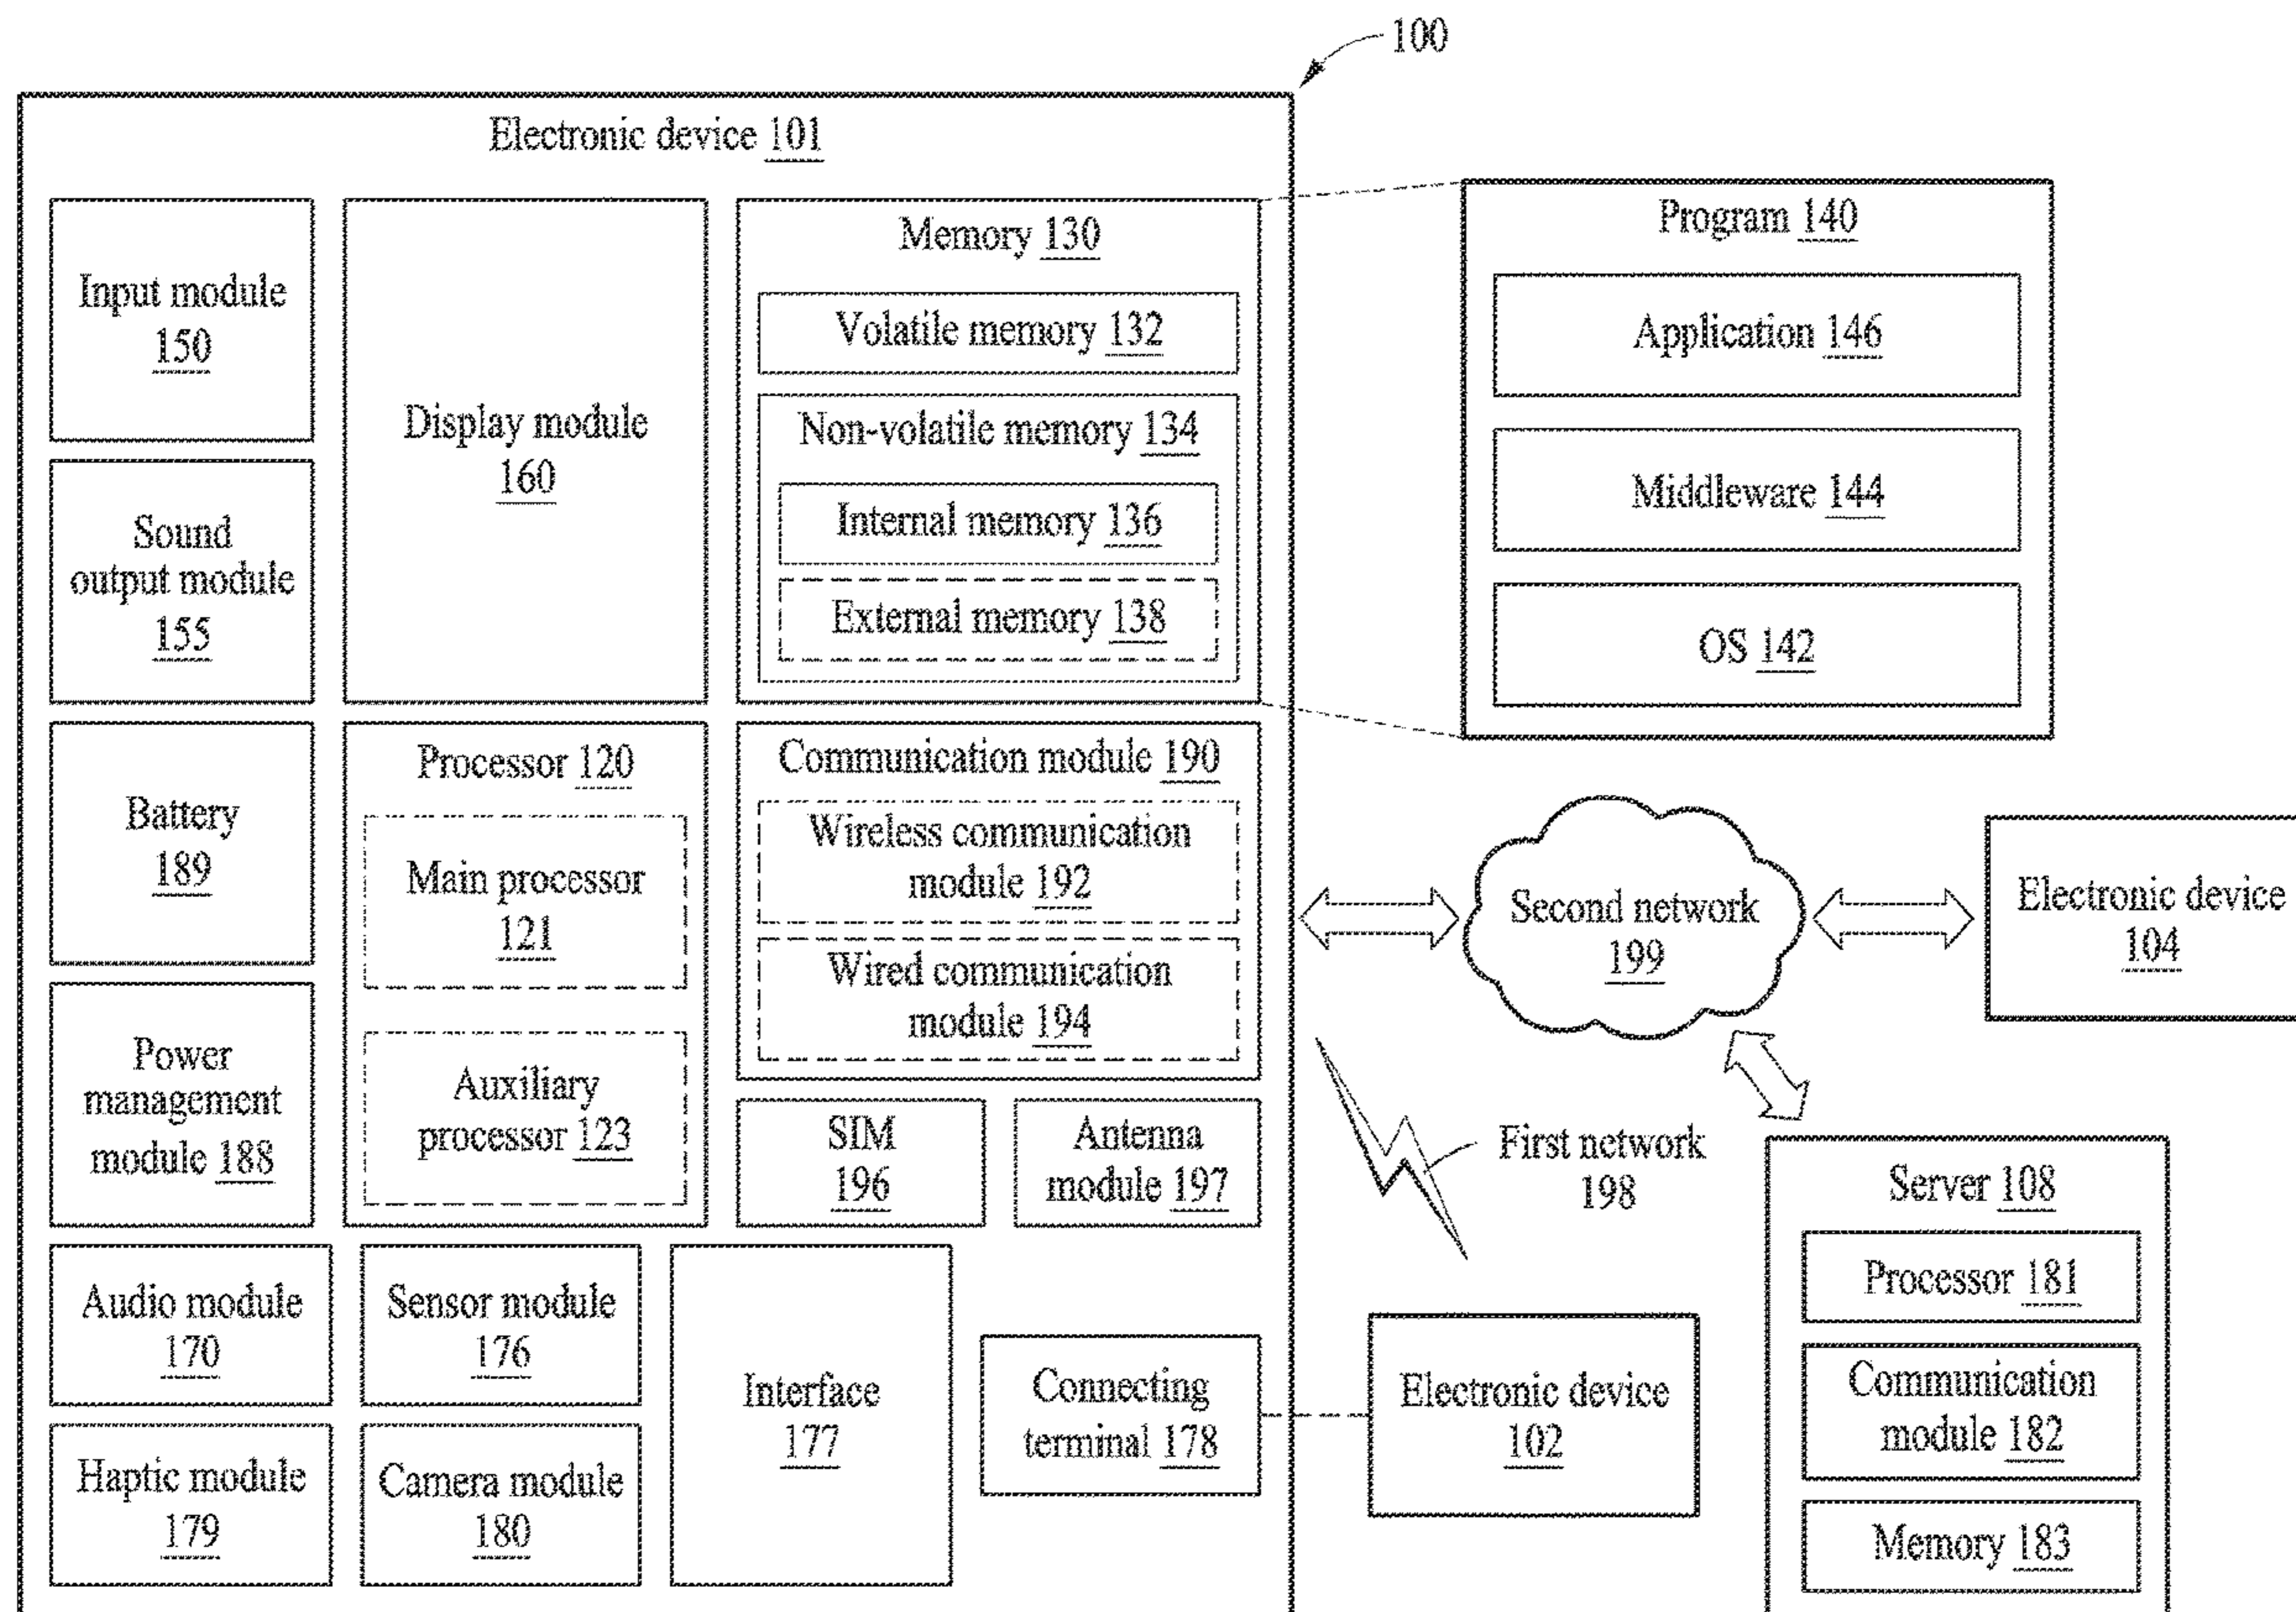 100
Electronic device 101
Input module
150
Sound
output module
155
Display module
160
Memory 130
Volatile memory 132
Non-volatile memory 134
Internal memory 136
External memory 138
Program 140
Application 146
Middleware 144
OS 142
Battery
189
Power
management
module 188
Processor 120
Main processor
121
Auxiliary
processor 123
Communication module 190
Wireless communication
module 192
Wired communication
module 194
SIM
196
Antenna
module 197
Second network
199
Electronic device
104
First network
198
Server 108
Processor 181
Communication
module 182
Memory 183
Audio module
170
Sensor module
176
Haptic module
179
Camera module
180
Interface
177
Connecting
terminal 178
Electronic device
102